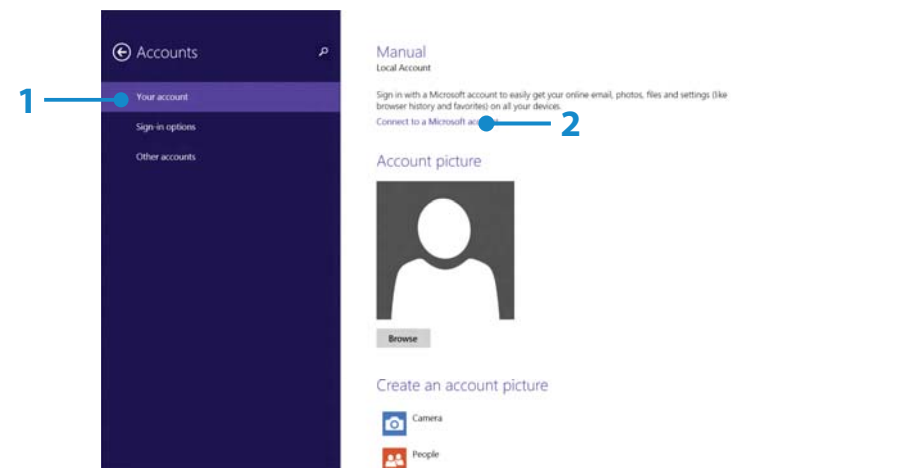 Accounts
1
Your account
Sign-in options
Other accounts
Manual
Local Account
Sign in with a Microsoft account to easily get your online email, photos, files and settings (like
browser history and favorites) on all your devices.
Connect to a Microsoft
2
Account picture
Browse
Create an account picture
Camera
People